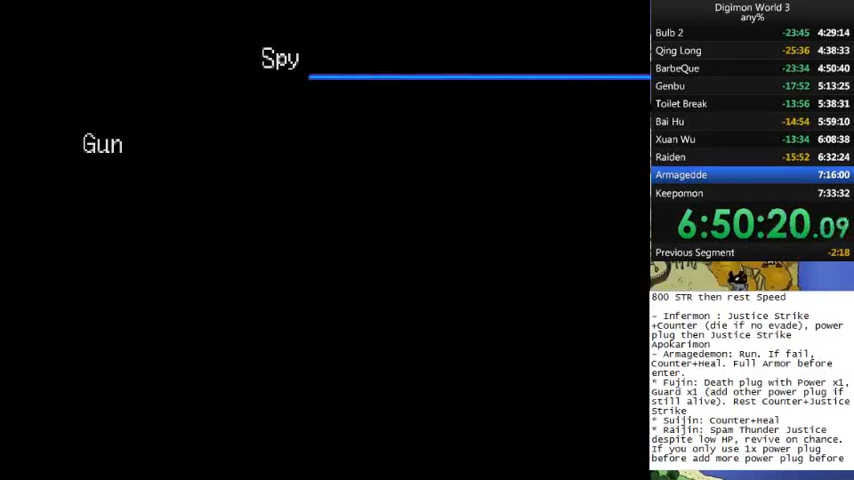 Spy
Gun
Digimon World 3
any%
Bulb 2 -23:45 4:29:14
Qing Long -25:36 4:38:33
BarbeQue -23:34 4:50:40
Genbu -17:52 5:13:25
Toilet Break -13:56 5:38:31
Bai Hu -14:54 5:59:10
Xuan Wu -13:34 6:08:38
Raiden -15:52 6:32:24
Armagedde 7:16:00
Keepomon 7:33:32
6:50:20.09
Previous Segment -2:18
800 STR then rest Speed
- Infermon : Justice Strike
+Counter (die if no evade), power
plug then Justice Strike
Apokarimon
- Armagedemon: Run. If fail,
Counter+Heal. Full Armor before
enter.
* Fujin: Death plug with Power x1,
Guard x1 (add other power plug if
still alive). Rest Counter+Justice
Strike
* Suijin: Counter+Heal
* Raijin: Spam Thunder Justice
despite low HP, revive on chance.
If you only use 1x power plug
before add more power plug before